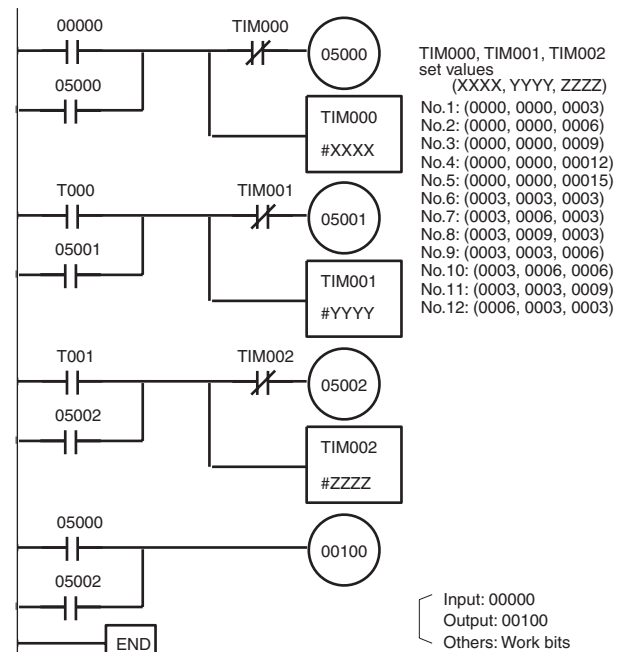 00000
TIM000
05000
05000
TIM000
#XXXX
T000
TIM001
05001
05001
TIM001
#YYYY
T001
TIM002
05002
05002
TIM002
#ZZZZ
05000
00100
05002
END
TIM000, TIM001, TIM002
set values
(XXXX, YYYY, ZZZZ)
No.1: (0000, 0000, 0003)
No.2: (0000, 0000, 0006)
No.3: (0000, 0000, 0009)
No.4: (0000, 0000, 00012)
No.5: (0000, 0000, 00015)
No.6: (0003, 0003, 0003)
No.7: (0003, 0006, 0003)
No.8: (0003, 0009, 0003)
No.9: (0003, 0003, 0006)
No.10: (0003, 0006, 0006)
No.11: (0003, 0003, 0009)
No.12: (0006, 0003, 0003)
Input: 00000
Output: 00100
Others: Work bits